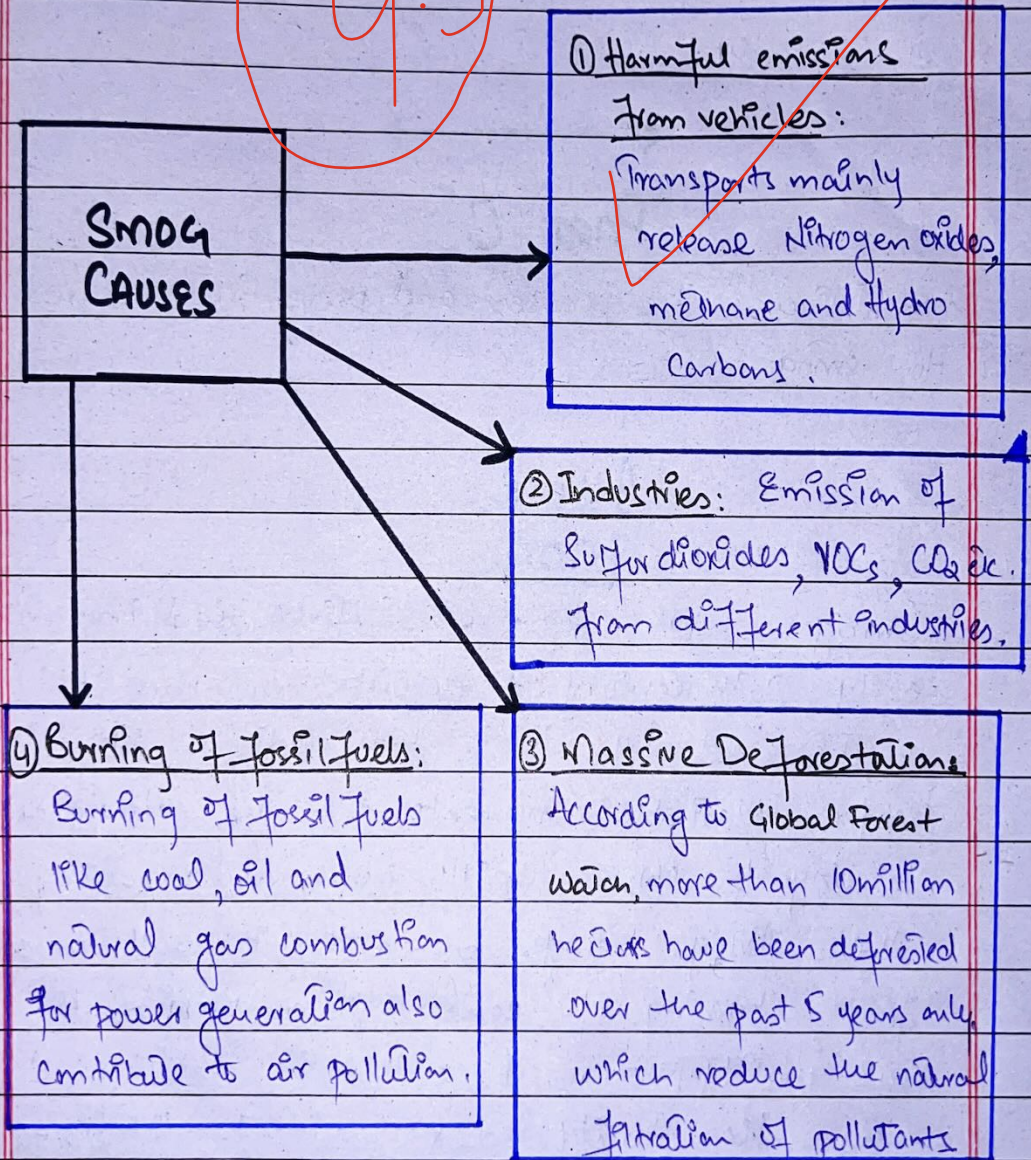 SMOG
CAUSES
① Harmful emissions
from vehicles:
Transports mainly
release Nitrogen oxides,
methane and Hydro
Carbons.
② Industries: Emission of
Sulfur dioxides, VOCs, CO2 etc.
from different industries.
③ Massive Deforestation:
According to Global Forest
Watch, more than 10 million
hectors have been deforested
over the past 5 years only
which reduce the natural
filtration of pollutants
④ Burning of fossil fuels:
Burning of fossil fuels
like coal, oil and
natural gas combustion
for power generation also
contribute to air pollution.